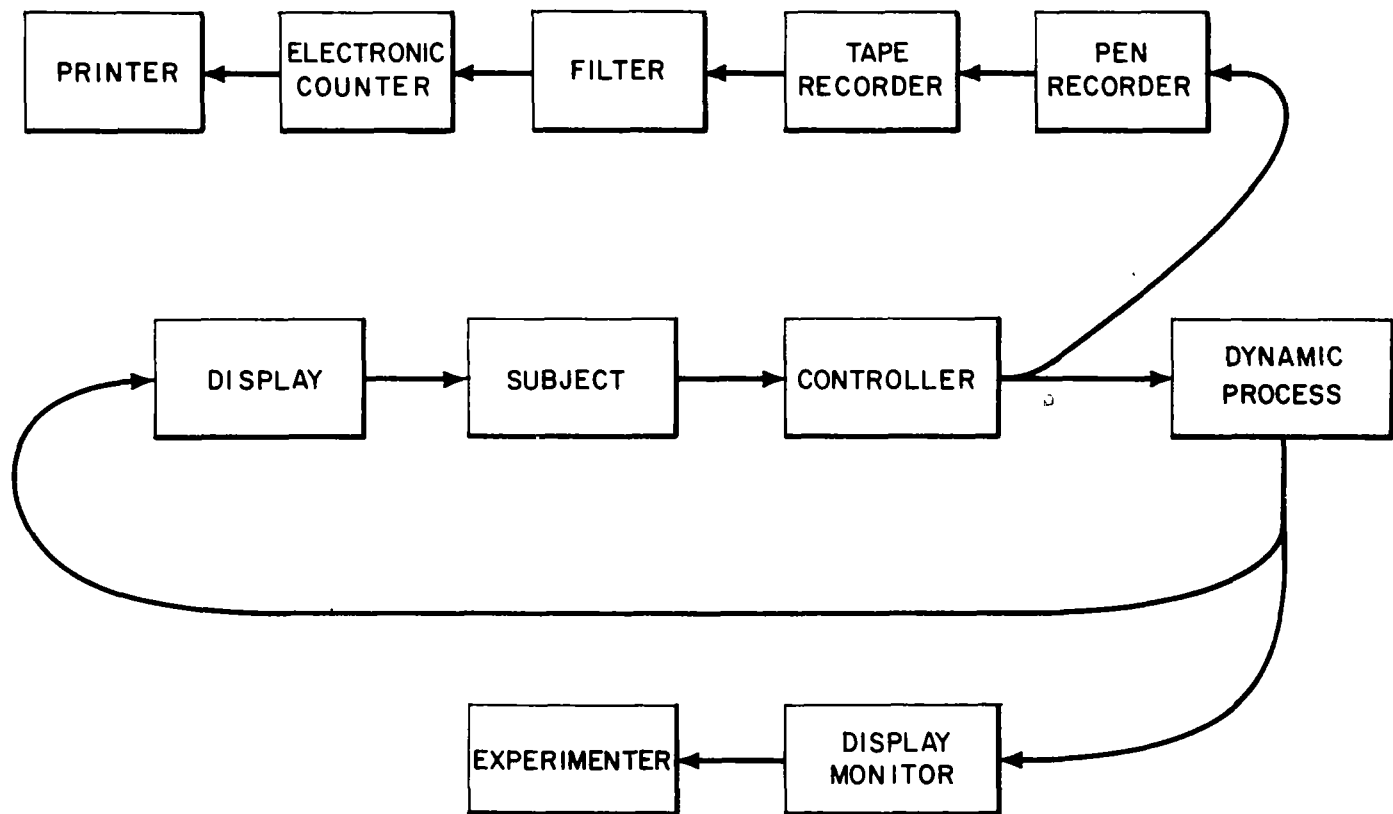 PRINTER
ELECTRONIC
COUNTER
FILTER
TAPE
RECORDER
PEN
RECORDER
DISPLAY
SUBJECT
CONTROLLER
DYNAMIC
PROCESS
EXPERIMENTER
DISPLAY
MONITOR